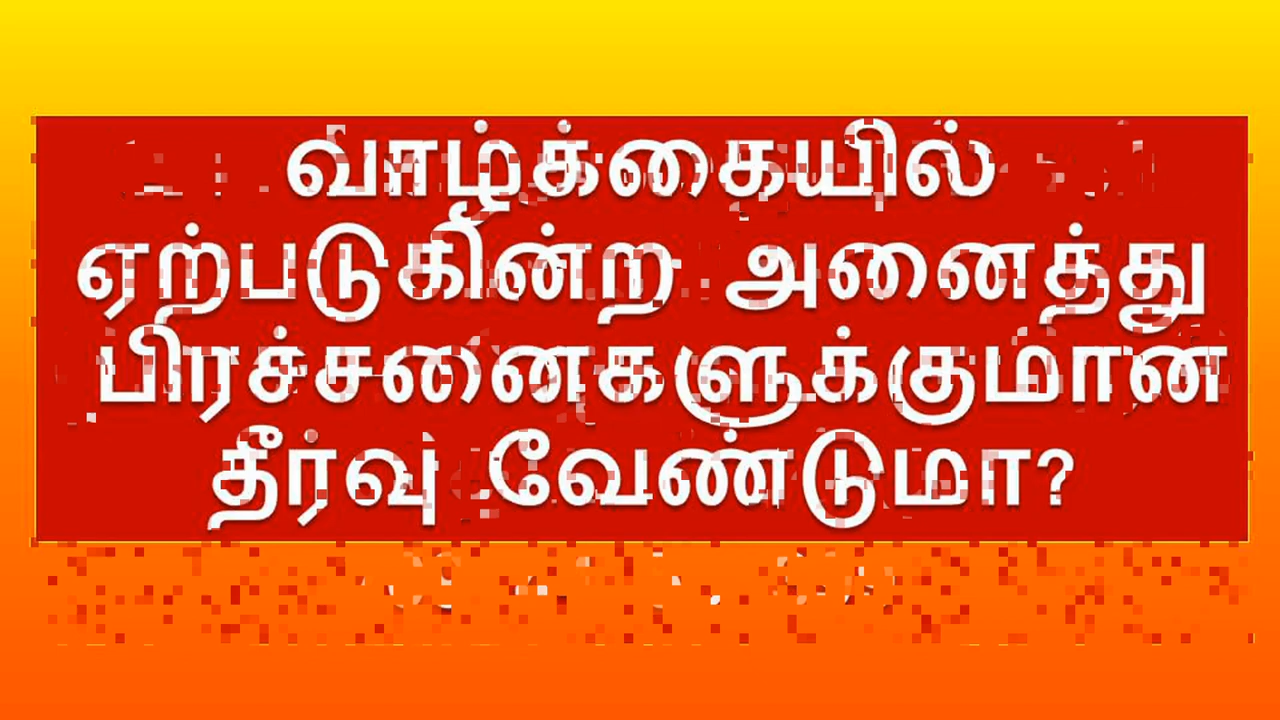 வாழ்க்கையில்
ஏற்படுகின்ற அனைத்து
பிரச்சனைகளுக்குமான
தீர்வு வேண்டுமா?